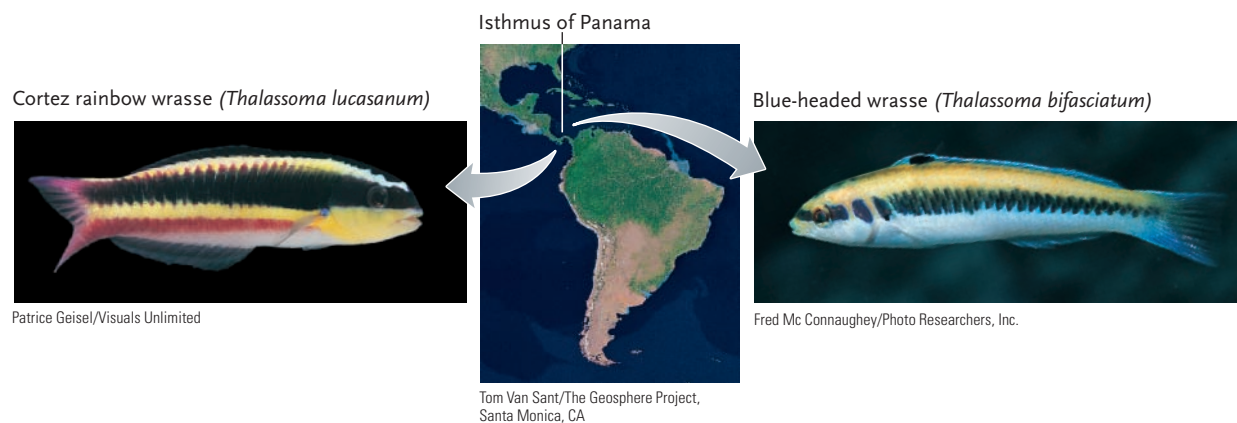 Isthmus of Panama
Cortez rainbow wrasse (Thalassoma lucasanum)
Blue-headed wrasse (Thalassoma bifasciatum)
Patrice Geisel/Visuals Unlimited
Fred Mc Connaughey/Photo Researchers, Inc.
Tom Van Sant/The Geosphere Project,
Santa Monica, CA